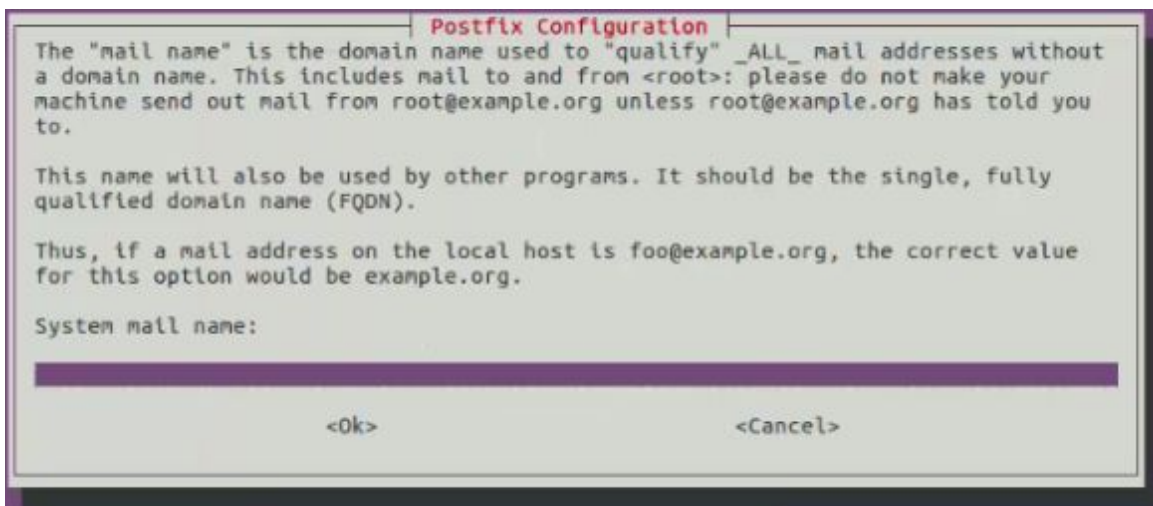 Postfix Configuration
The "mail name" is the domain name used to "qualify" _ALL_ mail addresses without
a domain name. This includes mail to and from <root>: please do not make your
machine send out mail from root@example.org unless root@example.org has told you
to.
This name will also be used by other programs. It should be the single, fully
qualified domain name (FQDN).
Thus, if a mail address on the local host is foo@example.org, the correct value
for this option would be example.org.
System mail name:
<Ok> <Cancel>